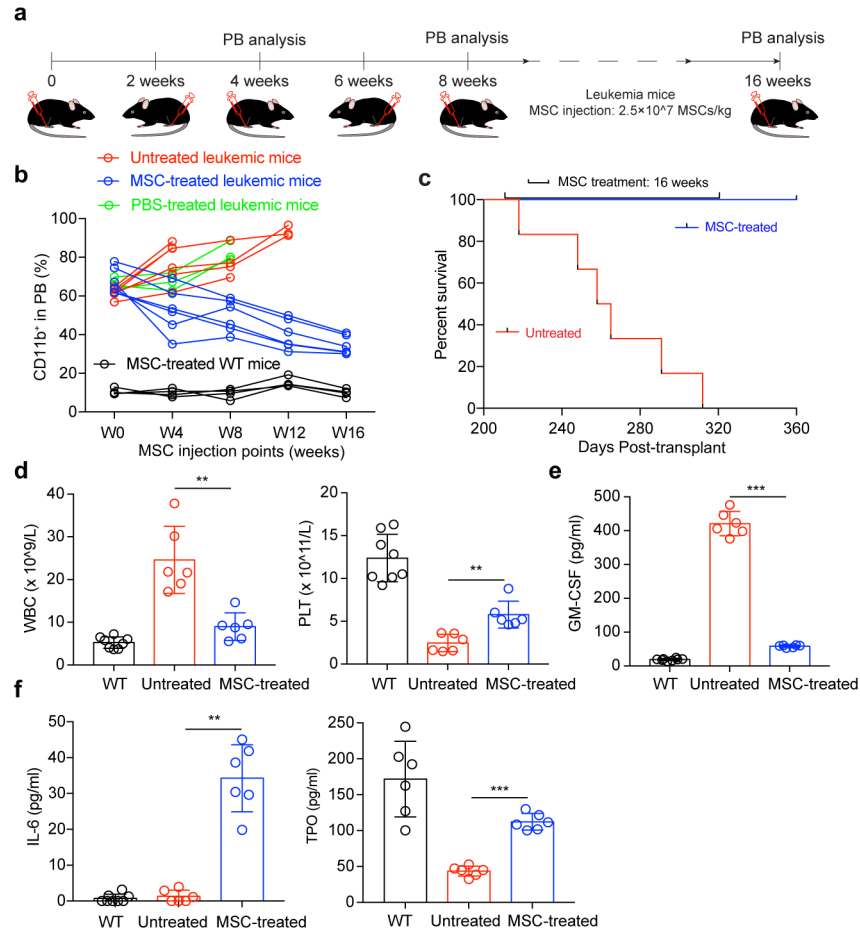 a
PB analysis PB analysis PB analysis
0 2 weeks 4 weeks 6 weeks 8 weeks 16 weeks
Leukemia mice
MSC injection: 2.5×10^7 MSCs/kg
Untreated leukemic mice
MSC-treated leukemic mice
PBS-treated leukemic mice
b
CD11b⁺ in PB (%)
100
80
60
40
20
0
MSC-treated WT mice
W0 W4 W8 W12 W16
MSC injection points (weeks)
c
MSC treatment: 16 weeks
Percent survival
100
80
60
40
20
0
MSC-treated
Untreated
200 240 280 320 360
Days Post-transplant
d
WBC (x 10^9/L)
40
30
20
10
0
**
WT Untreated MSC-treated
PLT (x 10^11/L)
20
15
10
5
0
**
WT Untreated MSC-treated
e
GM-CSF (pg/ml)
500
400
300
200
100
0
***
WT Untreated MSC-treated
f
IL-6 (pg/ml)
50
40
30
20
10
0
**
WT Untreated MSC-treated
TPO (pg/ml)
250
200
150
100
50
0
***
WT Untreated MSC-treated